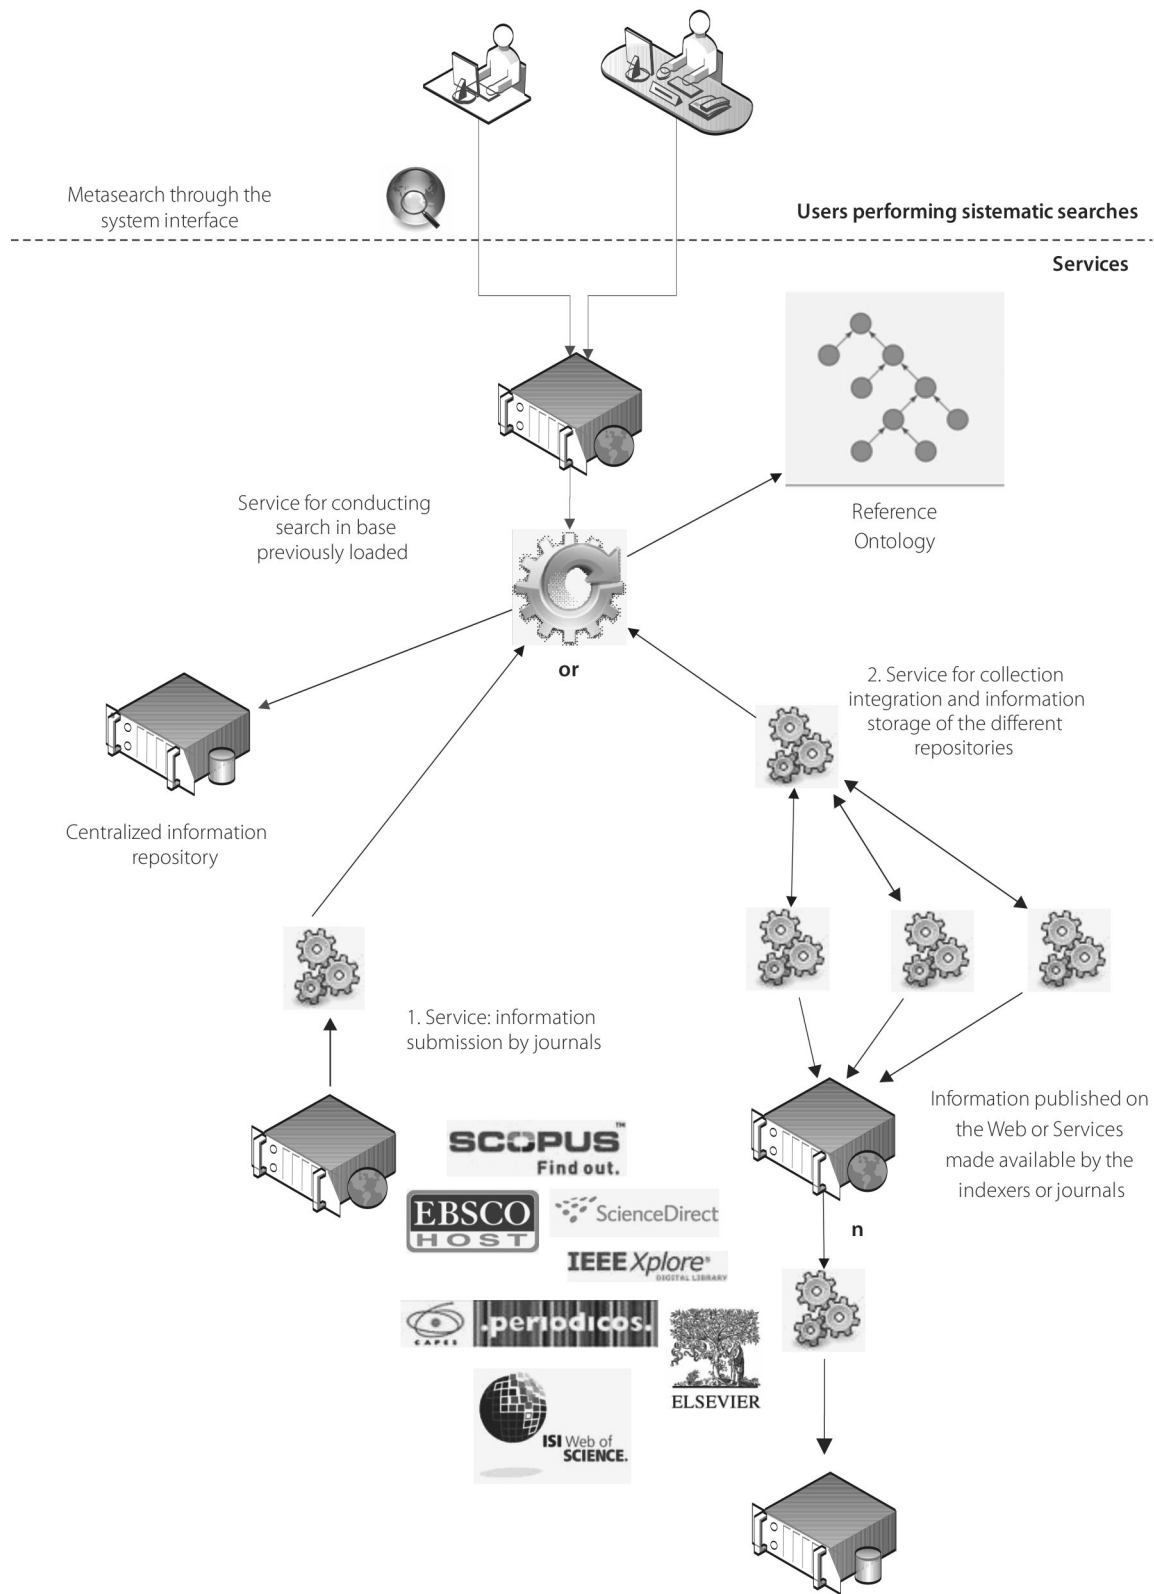 Metasearch through the
system interface
Users performing sistematic searches
Services
Service for conducting
search in base
previously loaded
Reference
Ontology
or
2. Service for collection
integration and information
storage of the different
repositories
Centralized information
repository
1. Service: information
submission by journals
Information published on
the Web or Services
made available by the
indexers or journals
SCOPUS™
Find out.
EBSCO
HOST
ScienceDirect
IEEE Xplore®
DIGITAL LIBRARY
n
CAPES
.periodicos.
ELSEVIER
ISI Web of
SCIENCE.